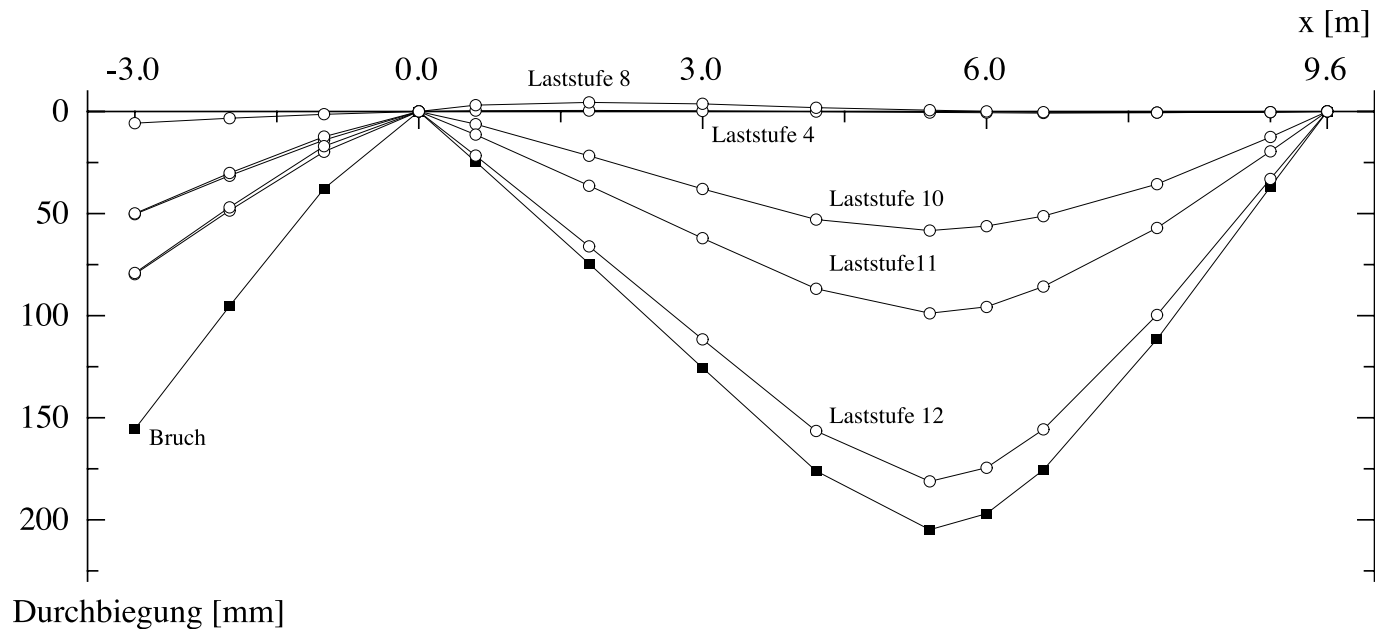 x [m]
-3.0 0.0 3.0 6.0 9.6
Laststufe 8
0
Laststufe 4
50
Laststufe 10
Laststufe11
100
150
Laststufe 12
Bruch
200
Durchbiegung [mm]